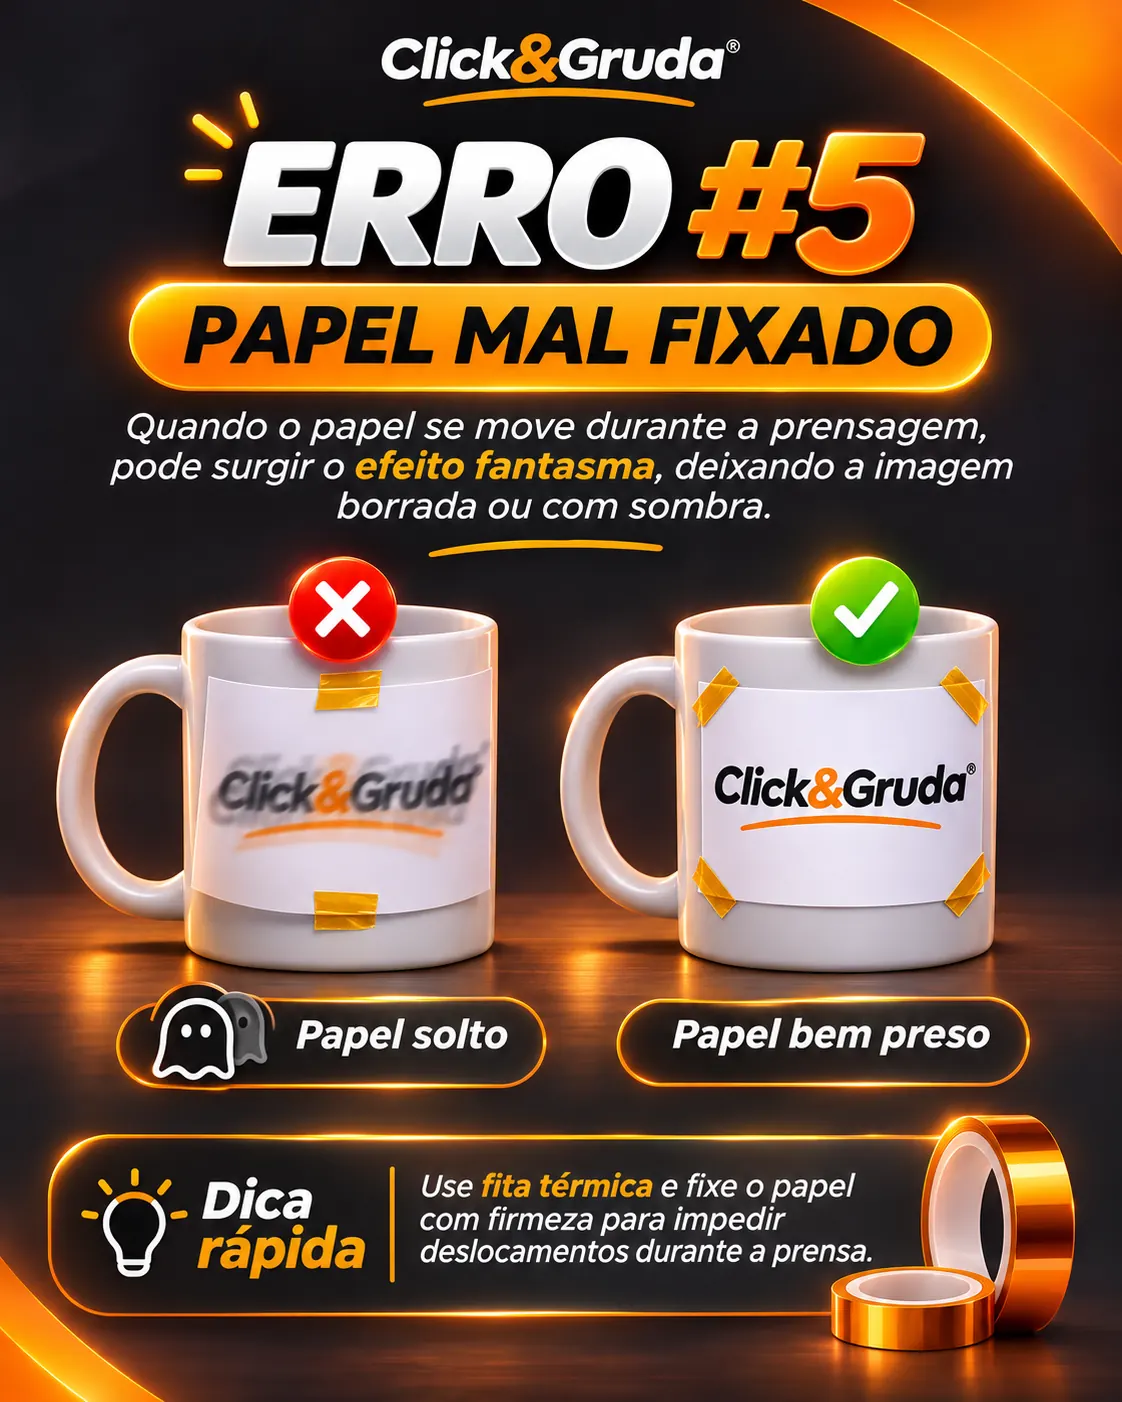 Click&Gruda®
ERRO #5
PAPEL MAL FIXADO
Quando o papel se move durante a prensagem,
pode surgir o efeito fantasma, deixando a imagem
borrada ou com sombra.
Click&Gruda
Click&Gruda®
Papel solto
Papel bem preso
Dica
rápida
Use fita térmica e fixe o papel
com firmeza para impedir
deslocamentos durante a prensa.